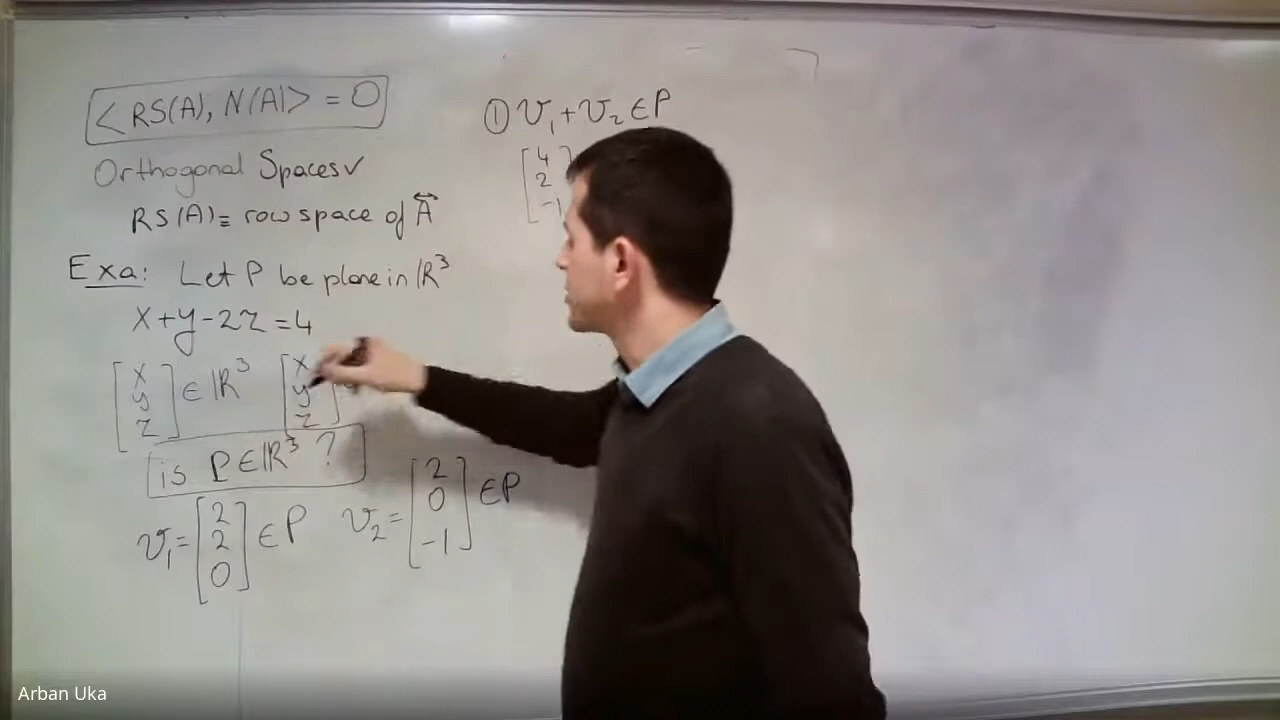 <RS(A), N(A)> = 0
Orthogonal Spaces✓
RS(A)≡ row space of A⃡
Exa: Let P be plane in ℝ³
x+y-2z=4
[x y z] ∈ ℝ³ [x y z]
is P∈ℝ³ ?
v₁=[2 2 0] ∈P v₂=[2 0 -1] ∈P
① v₁+v₂∈P
[4 2 -1
Arban Uka